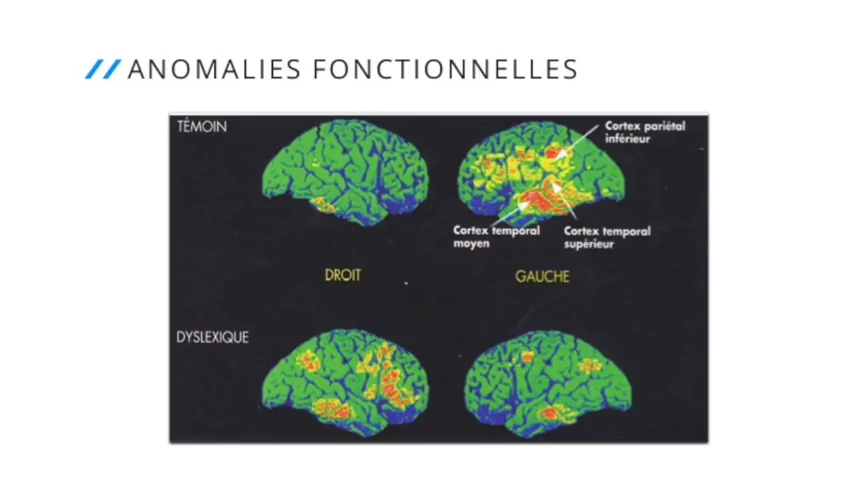 // ANOMALIES FONCTIONNELLES
TÉMOIN
Cortex pariétal
inférieur
Cortex temporal
moyen
Cortex temporal
supérieur
DROIT
GAUCHE
DYSLEXIQUE